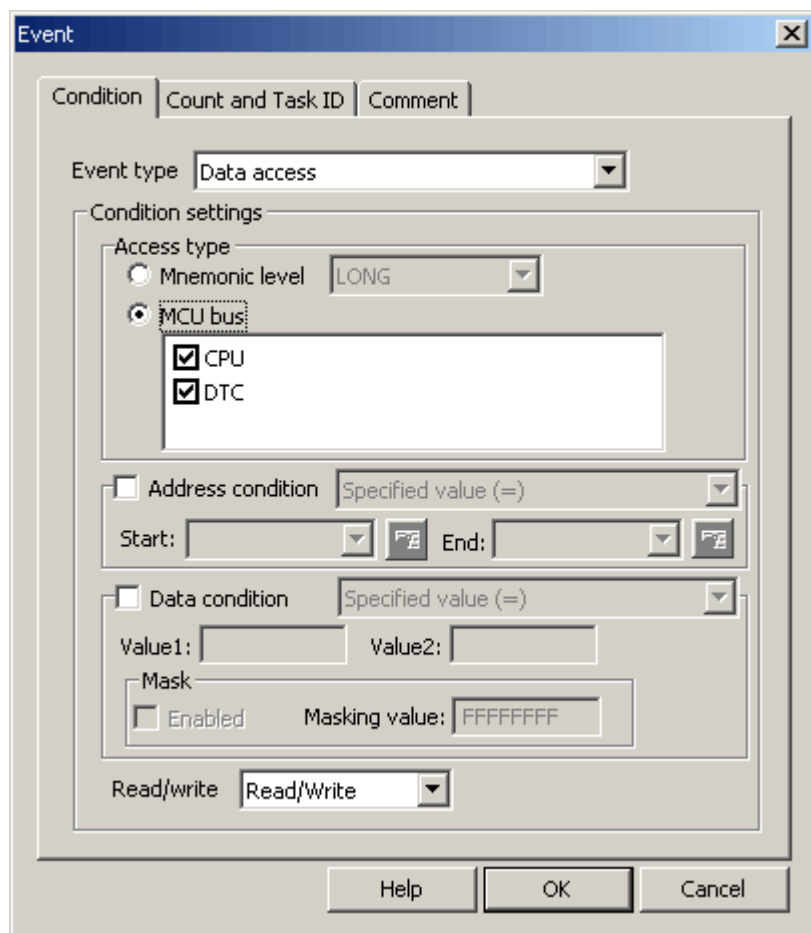 Event
Condition Count and Task ID Comment
Event type Data access
Condition settings
Access type
Mnemonic level LONG
MCU bus
CPU
DTC
Address condition Specified value (=)
Start: End:
Data condition Specified value (=)
Value1: Value2:
Mask
Enabled Masking value: FFFFFFFF
Read/write Read/Write
Help OK Cancel